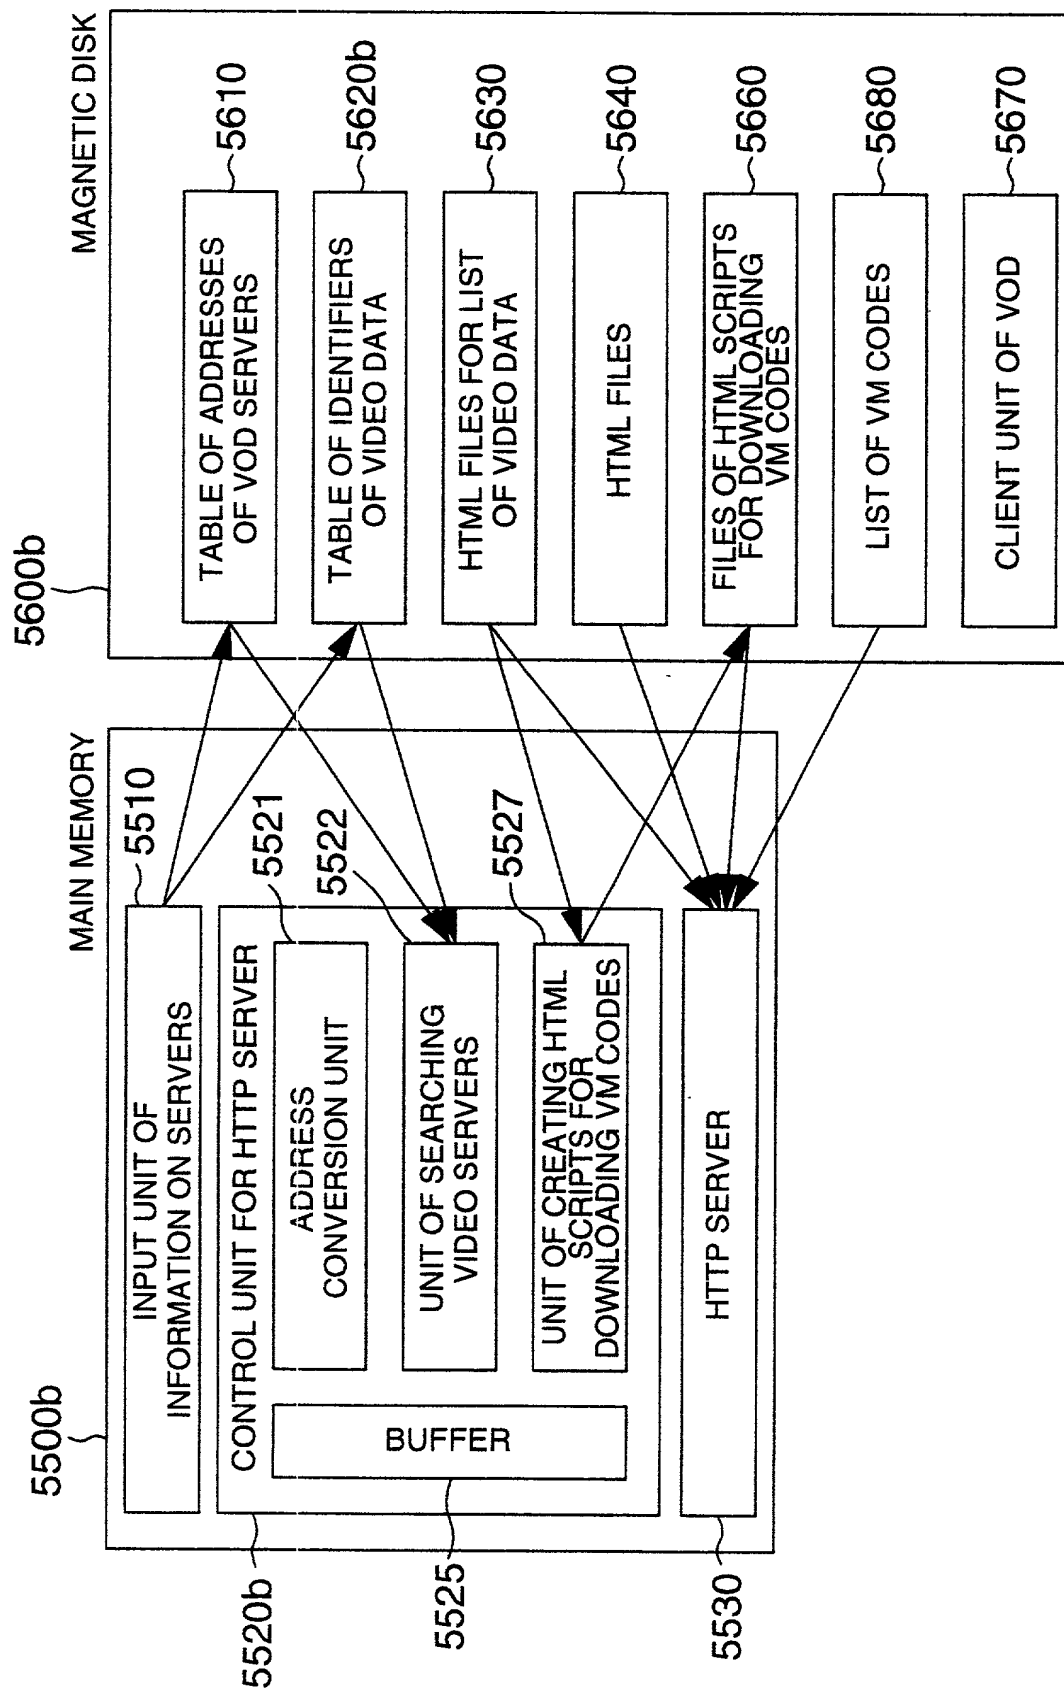 5500b
MAIN MEMORY
5510
INPUT UNIT OF
INFORMATION ON SERVERS
5520b
CONTROL UNIT FOR HTTP SERVER
5521
ADDRESS
CONVERSION UNIT
5522
UNIT OF SEARCHING
VIDEO SERVERS
5527
UNIT OF CREATING HTML
SCRIPTS FOR
DOWNLOADING VM CODES
BUFFER
5525
HTTP SERVER
5530
5600b
MAGNETIC DISK
TABLE OF ADDRESSES
OF VOD SERVERS
5610
TABLE OF IDENTIFIERS
OF VIDEO DATA
5620b
HTML FILES FOR LIST
OF VIDEO DATA
5630
HTML FILES
5640
FILES OF HTML SCRIPTS
FOR DOWNLOADING
VM CODES
5660
LIST OF VM CODES
5680
CLIENT UNIT OF VOD
5670